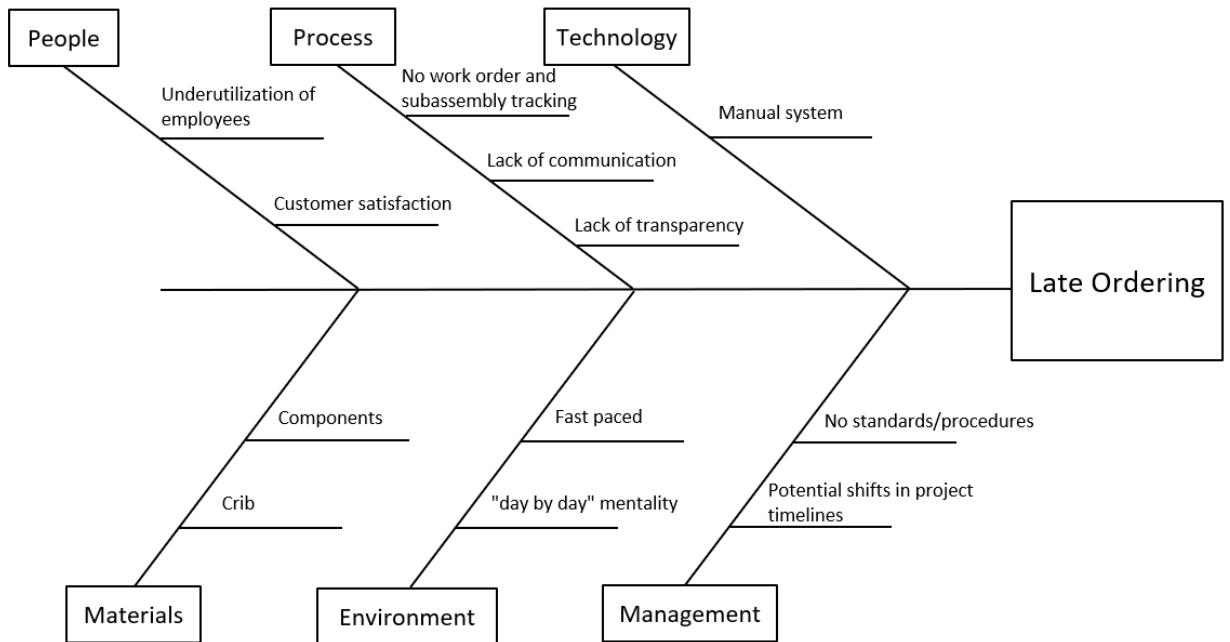 People
Process
Technology
No work order and
subassembly tracking
Underutilization of
employees
Manual system
Lack of communication
Customer satisfaction
Lack of transparency
Late Ordering
Components
Fast paced
No standards/procedures
Crib
"day by day" mentality
Potential shifts in project
timelines
Materials
Environment
Management